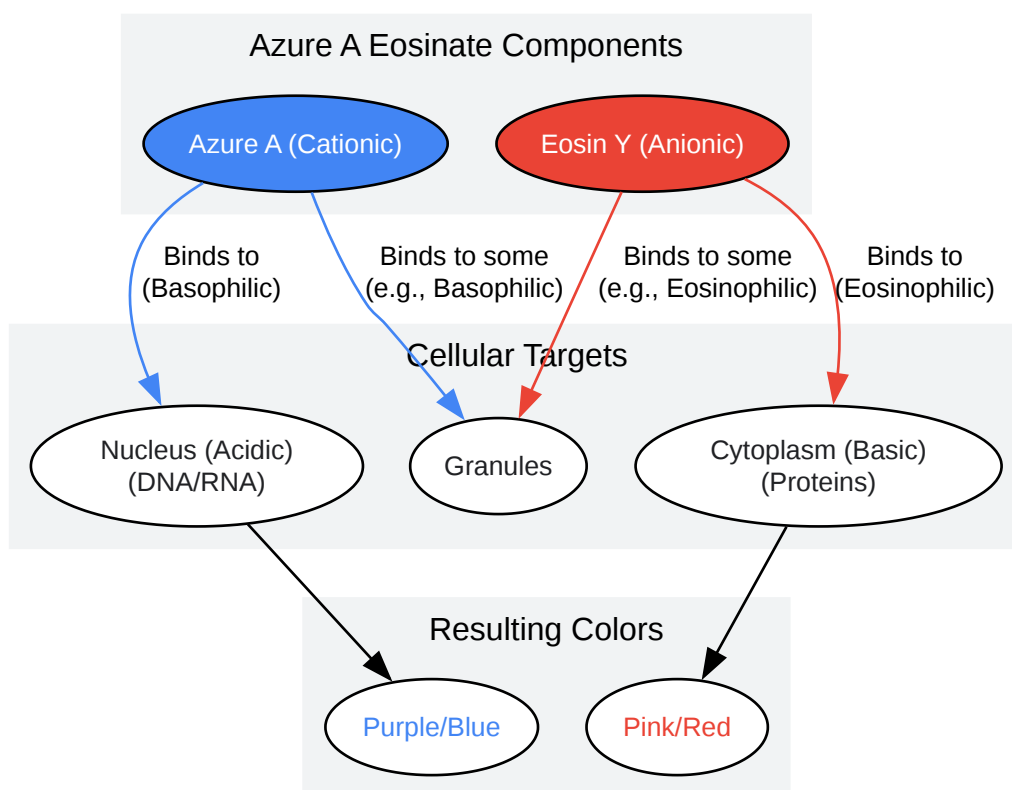 Azure A Eosinate Components
Azure A (Cationic)
Eosin Y (Anionic)
Binds to
(Basophilic)
Binds to some
(e.g., Basophilic)
Binds to some
(e.g., Eosinophilic)
Binds to
(Eosinophilic)
Cellular Targets
Nucleus (Acidic)
(DNA/RNA)
Granules
Cytoplasm (Basic)
(Proteins)
Resulting Colors
Purple/Blue
Pink/Red